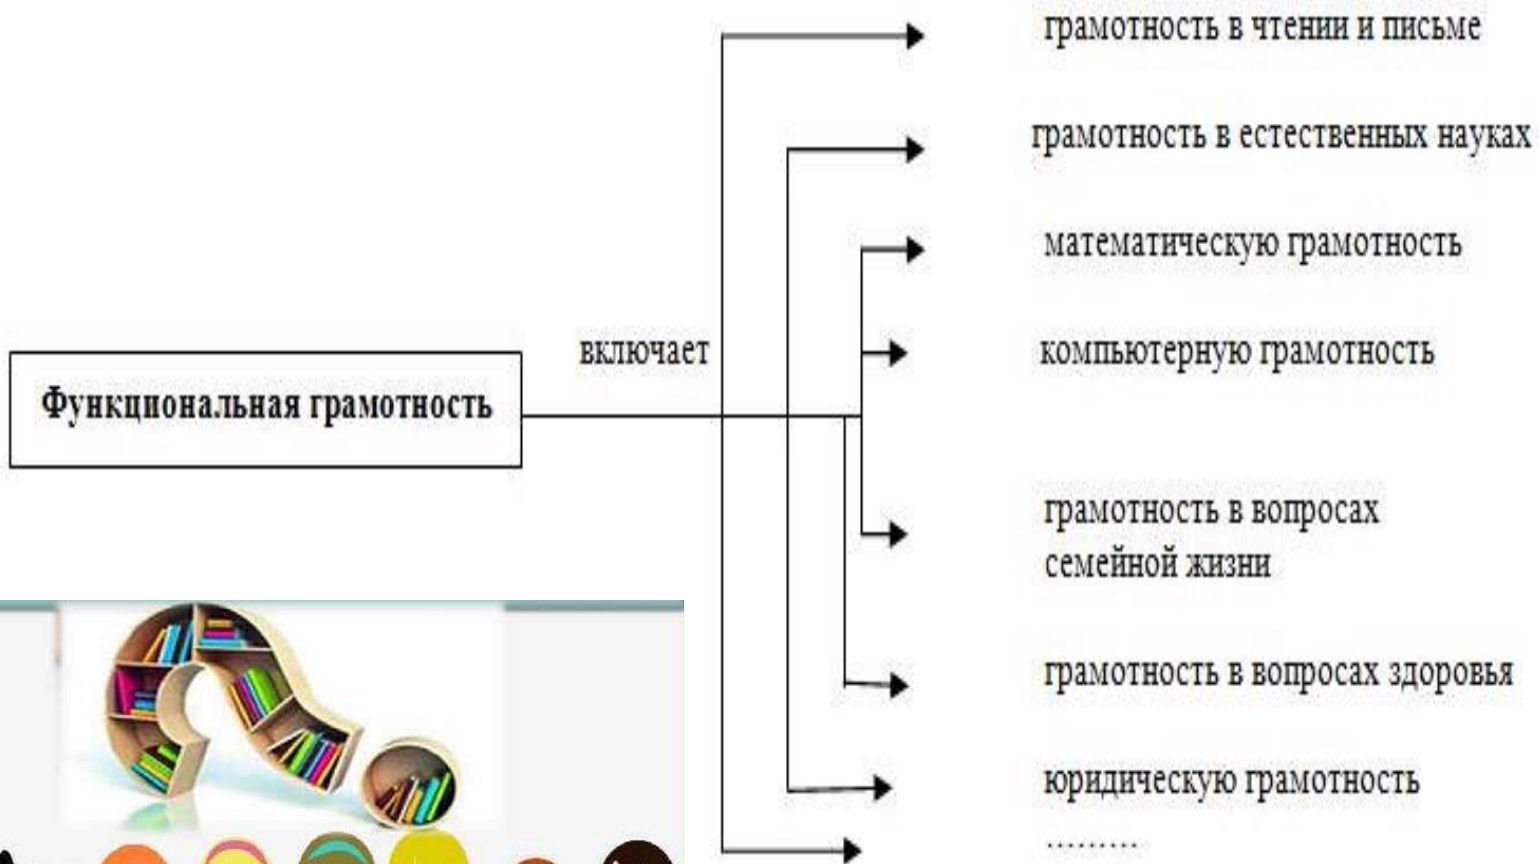 грамотность в чтении и письме
грамотность в естественных науках
математическую грамотность
включает
компьютерную грамотность
Функциональная грамотность
грамотность в вопросах
семейной жизни
грамотность в вопросах здоровья
юридическую грамотность
.........